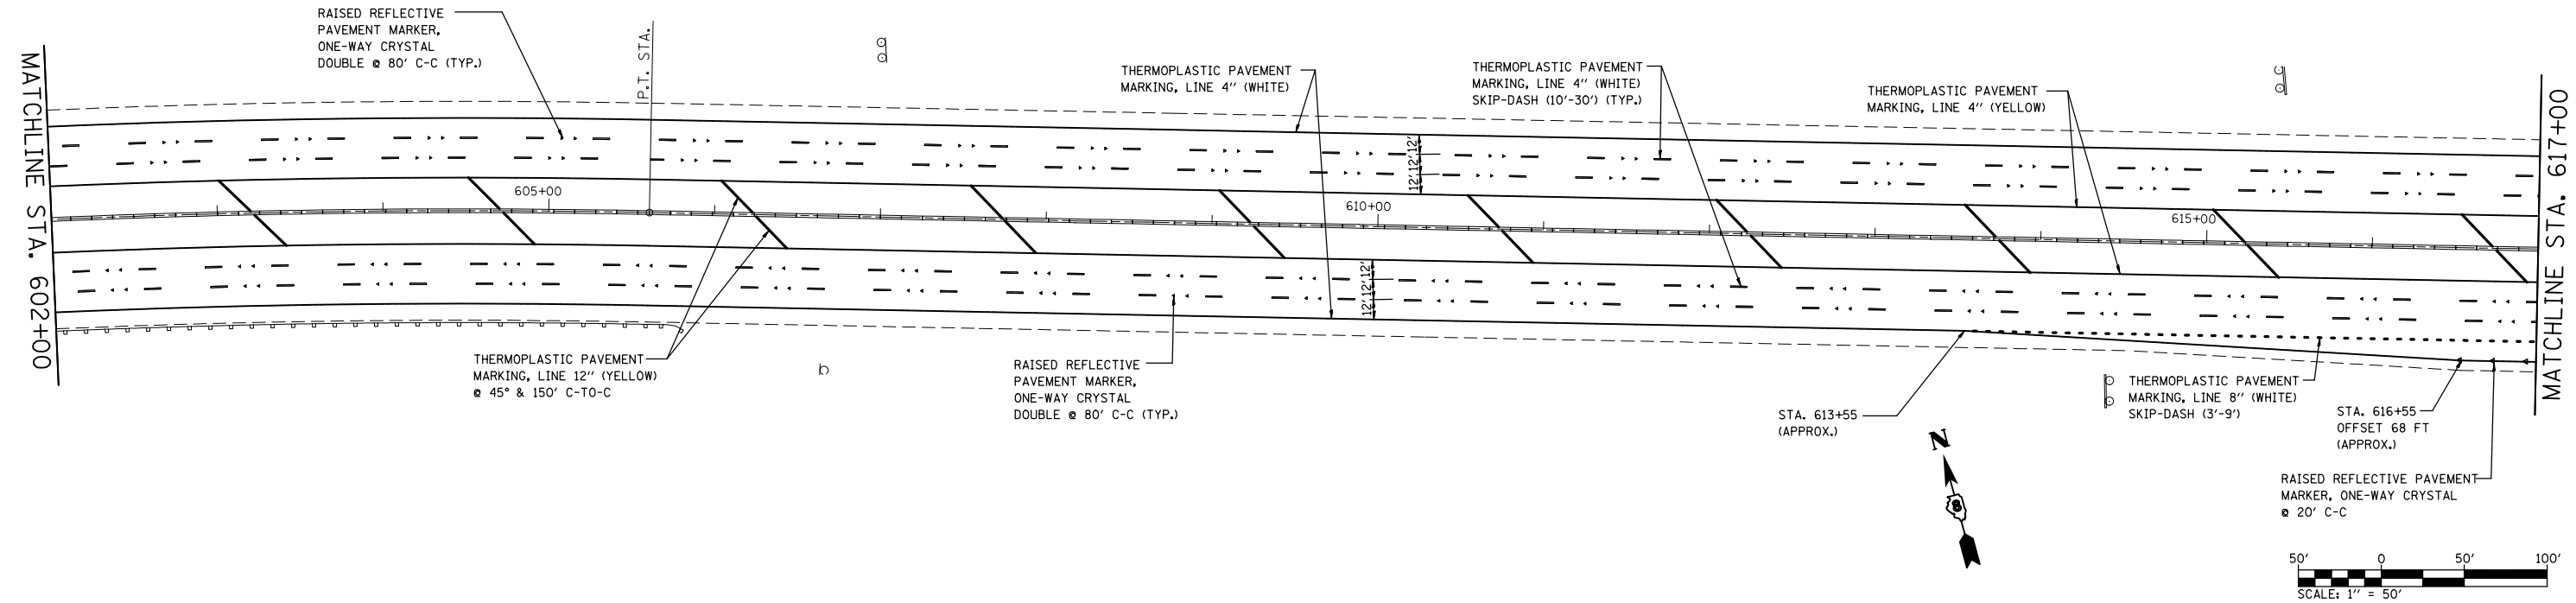 RAISED REFLECTIVE
PAVEMENT MARKER,
ONE-WAY CRYSTAL
DOUBLE @ 80' C-C (TYP.)
P.T. STA.
THERMOPLASTIC PAVEMENT
MARKING, LINE 4" (WHITE)
THERMOPLASTIC PAVEMENT
MARKING, LINE 4" (WHITE)
SKIP-DASH (10'-30') (TYP.)
THERMOPLASTIC PAVEMENT
MARKING, LINE 4" (YELLOW)
MATCHLINE STA. 602+00
MATCHLINE STA. 617+00
12' 12' 12'
605+00
610+00
615+00
12' 12' 12'
THERMOPLASTIC PAVEMENT
MARKING, LINE 12" (YELLOW)
@ 45° & 150' C-TO-C
RAISED REFLECTIVE
PAVEMENT MARKER,
ONE-WAY CRYSTAL
DOUBLE @ 80' C-C (TYP.)
STA. 613+55
(APPROX.)
THERMOPLASTIC PAVEMENT
MARKING, LINE 8" (WHITE)
SKIP-DASH (3'-9')
STA. 616+55
OFFSET 68 FT
(APPROX.)
RAISED REFLECTIVE PAVEMENT
MARKER, ONE-WAY CRYSTAL
@ 20' C-C
N
8
50' 0 50' 100'
SCALE: 1" = 50'